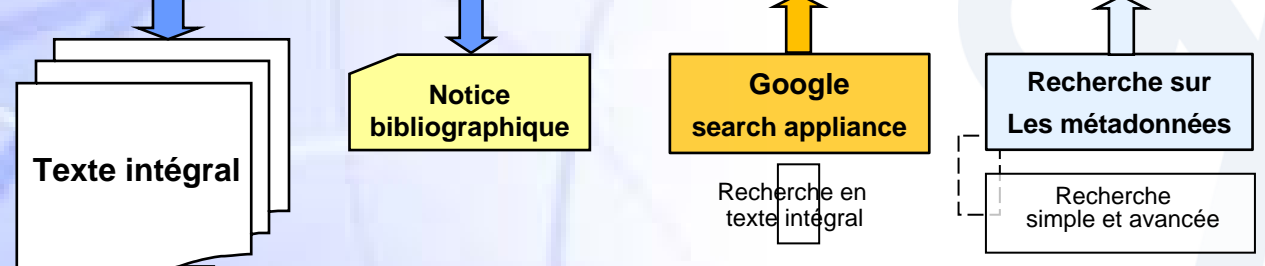 Texte intégral
Notice
bibliographique
Google
search appliance
Recherche en
texte intégral
Recherche sur
Les métadonnées
Recherche
simple et avancée